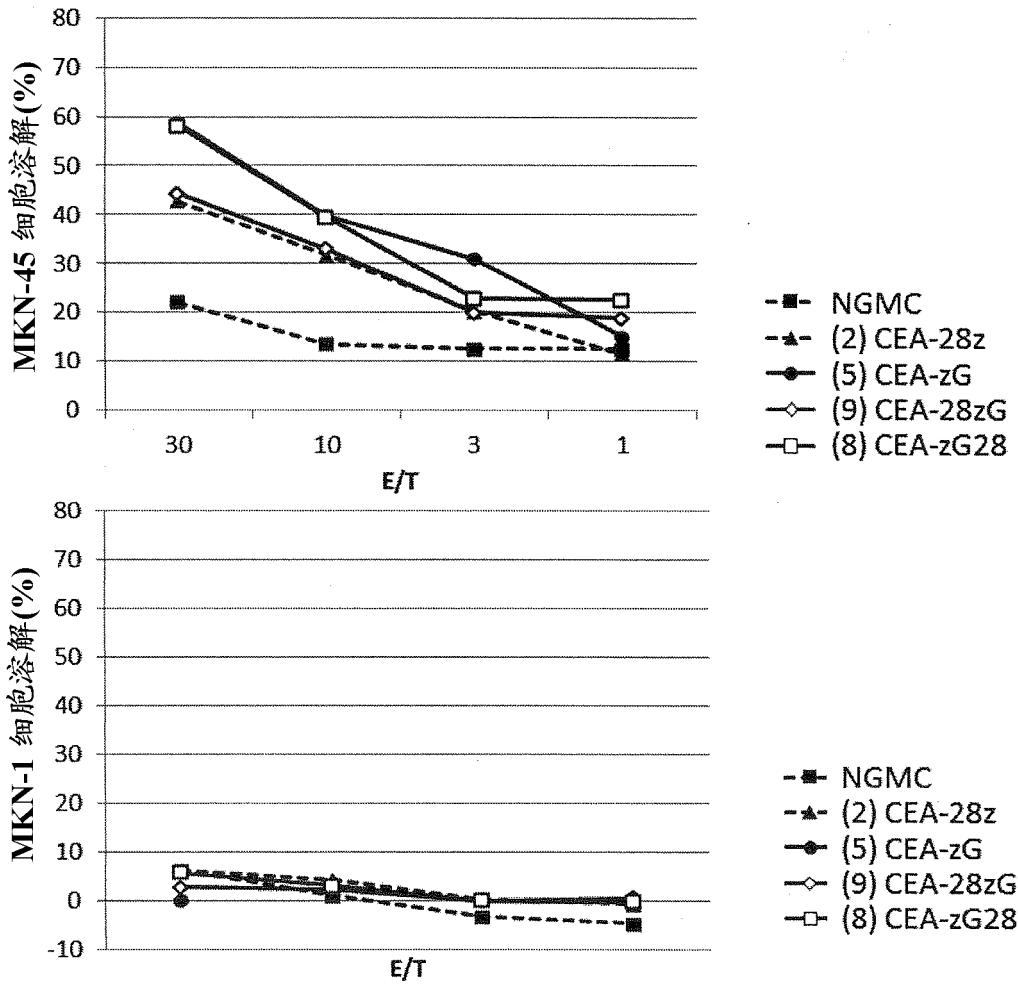 80
70
60
50
40
30
20
10
0
MKN-45 细胞溶解(%)
30 10 3 1
E/T
NGMC
(2) CEA-28z
(5) CEA-zG
(9) CEA-28zG
(8) CEA-zG28
80
70
60
50
40
30
20
10
0
-10
MKN-1 细胞溶解(%)
E/T
NGMC
(2) CEA-28z
(5) CEA-zG
(9) CEA-28zG
(8) CEA-zG28